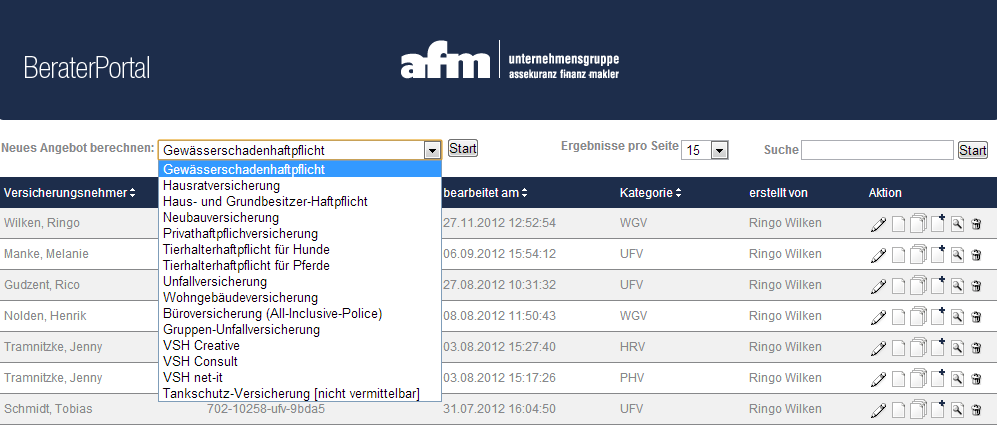 BeraterPortal
afm
unternehmensgruppe
assekuranz finanz-makler
Neues Angebot berechnen: Gewässerschadenhaftpflicht Start Ergebnisse pro Seite 15 Suche Start
Gewässerschadenhaftpflicht
Hausratversicherung
Haus- und Grundbesitzer-Haftpflicht
Neubauversicherung
Privathaftpflichversicherung
Tierhalterhaftpflicht für Hunde
Tierhalterhaftpflicht für Pferde
Unfallversicherung
Wohngebäudeversicherung
Büroversicherung (All-Inclusive-Police)
Gruppen-Unfallversicherung
VSH Creative
VSH Consult
VSH net-it
Tankschutz-Versicherung [nicht vermittelbar]
Versicherungsnehmer bearbeitet am Kategorie erstellt von Aktion
Wilken, Ringo 27.11.2012 12:52:54 WGV Ringo Wilken
Manke, Melanie 06.09.2012 15:54:12 UFV Ringo Wilken
Gudzent, Rico 27.08.2012 10:31:32 UFV Ringo Wilken
Nolden, Henrik 08.08.2012 11:50:43 WGV Ringo Wilken
Tramnitzke, Jenny 03.08.2012 15:27:40 HRV Ringo Wilken
Tramnitzke, Jenny 03.08.2012 15:17:26 PHV Ringo Wilken
Schmidt, Tobias 702-10258-ufv-9bda5 31.07.2012 16:04:50 UFV Ringo Wilken